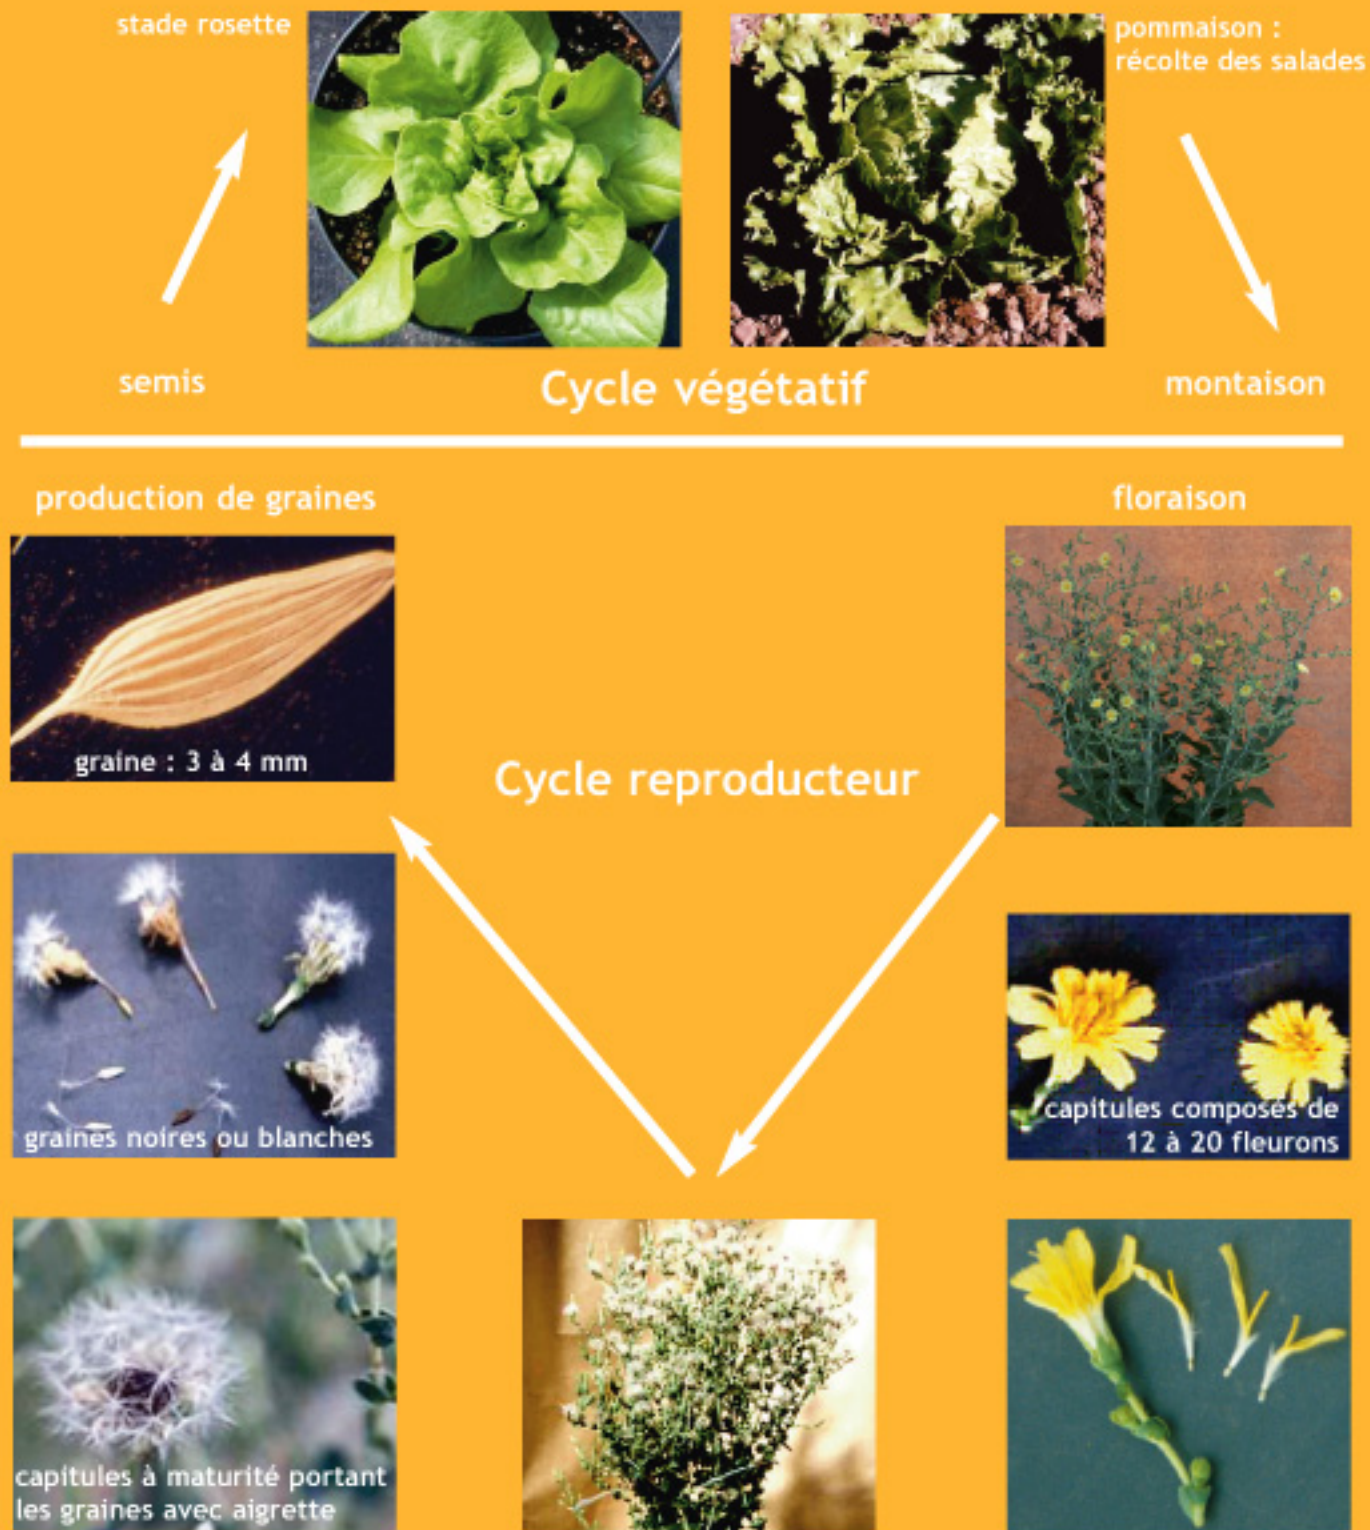 stade rosette
pommaison :
récolte des salades
semis
Cycle végétatif
montaison
production de graines
floraison
graine : 3 à 4 mm
Cycle reproducteur
graines noires ou blanches
capitules composés de
12 à 20 fleurons
capitules à maturité portant
les graines avec aigrette